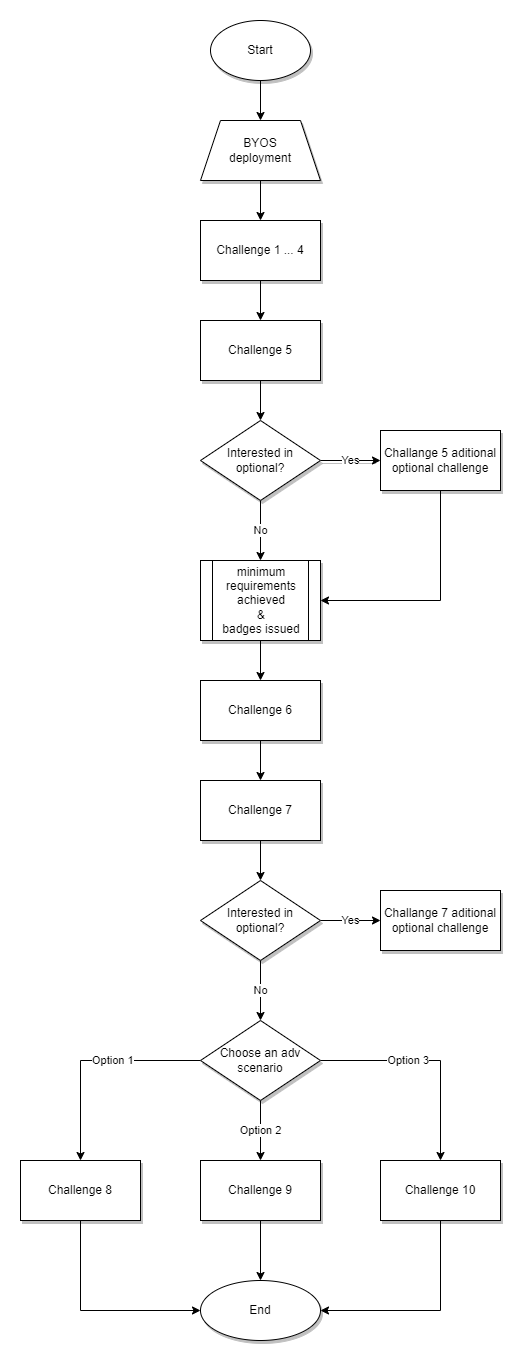 Start
BYOS
deployment
Challenge 1 ... 4
Challenge 5
Interested in
optional?
Yes
Challange 5 aditional
optional challenge
No
minimum
requirements
achieved
&
badges issued
Challenge 6
Challenge 7
Interested in
optional?
Yes
Challange 7 aditional
optional challenge
No
Choose an adv
scenario
Option 1
Option 3
Option 2
Challenge 8
Challenge 9
Challenge 10
End